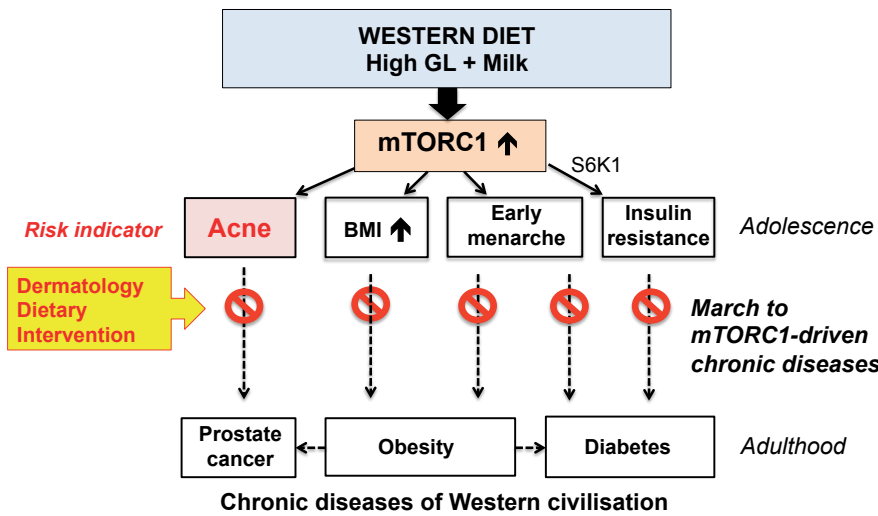 WESTERN DIET
High GL + Milk
mTORC1 ↑
S6K1
Risk indicator
Acne
BMI ↑
Early
menarche
Insulin
resistance
Adolescence
Dermatology
Dietary
Intervention
March to
mTORC1-driven
chronic diseases
Prostate
cancer
Obesity
Diabetes
Adulthood
Chronic diseases of Western civilisation